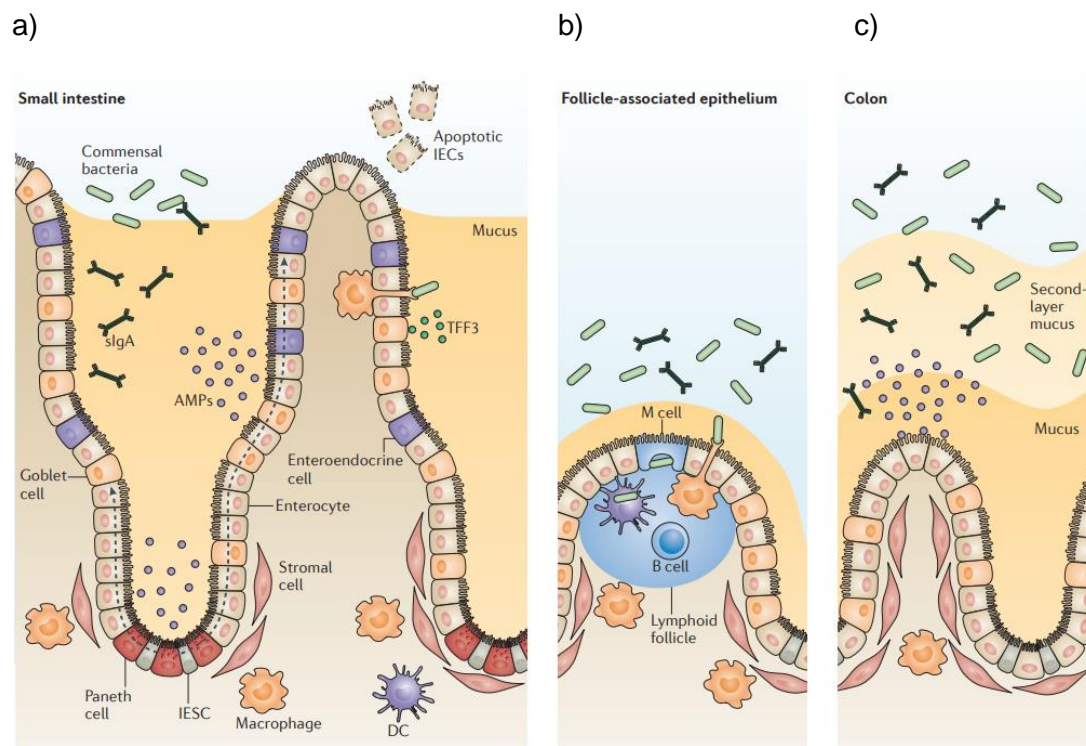 a)
b)
c)
Small intestine
Commensal
bacteria
Apoptotic
IECs
Mucus
sIgA
TFF3
AMPs
Goblet
cell
Enteroendocrine
cell
Enterocyte
Stromal
cell
Paneth
cell
IESC
Macrophage
DC
Follicle-associated epithelium
M cell
B cell
Lymphoid
follicle
Colon
Second-
layer
mucus
Mucus